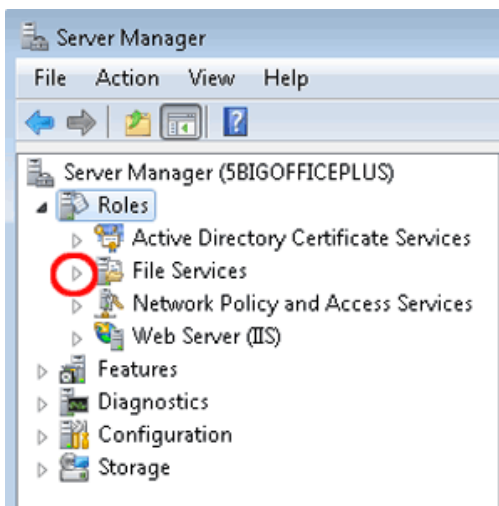 Server Manager
File Action View Help
Server Manager (5BIGOFFICEPLUS)
Roles
Active Directory Certificate Services
File Services
Network Policy and Access Services
Web Server (IIS)
Features
Diagnostics
Configuration
Storage